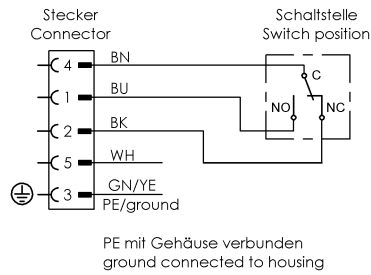 Stecker
Connector
Schaltstelle
Switch position
4 BN
C
1 BU
NO NC
2 BK
5 WH
3 GN/YE
PE/ground
PE mit Gehäuse verbunden
ground connected to housing